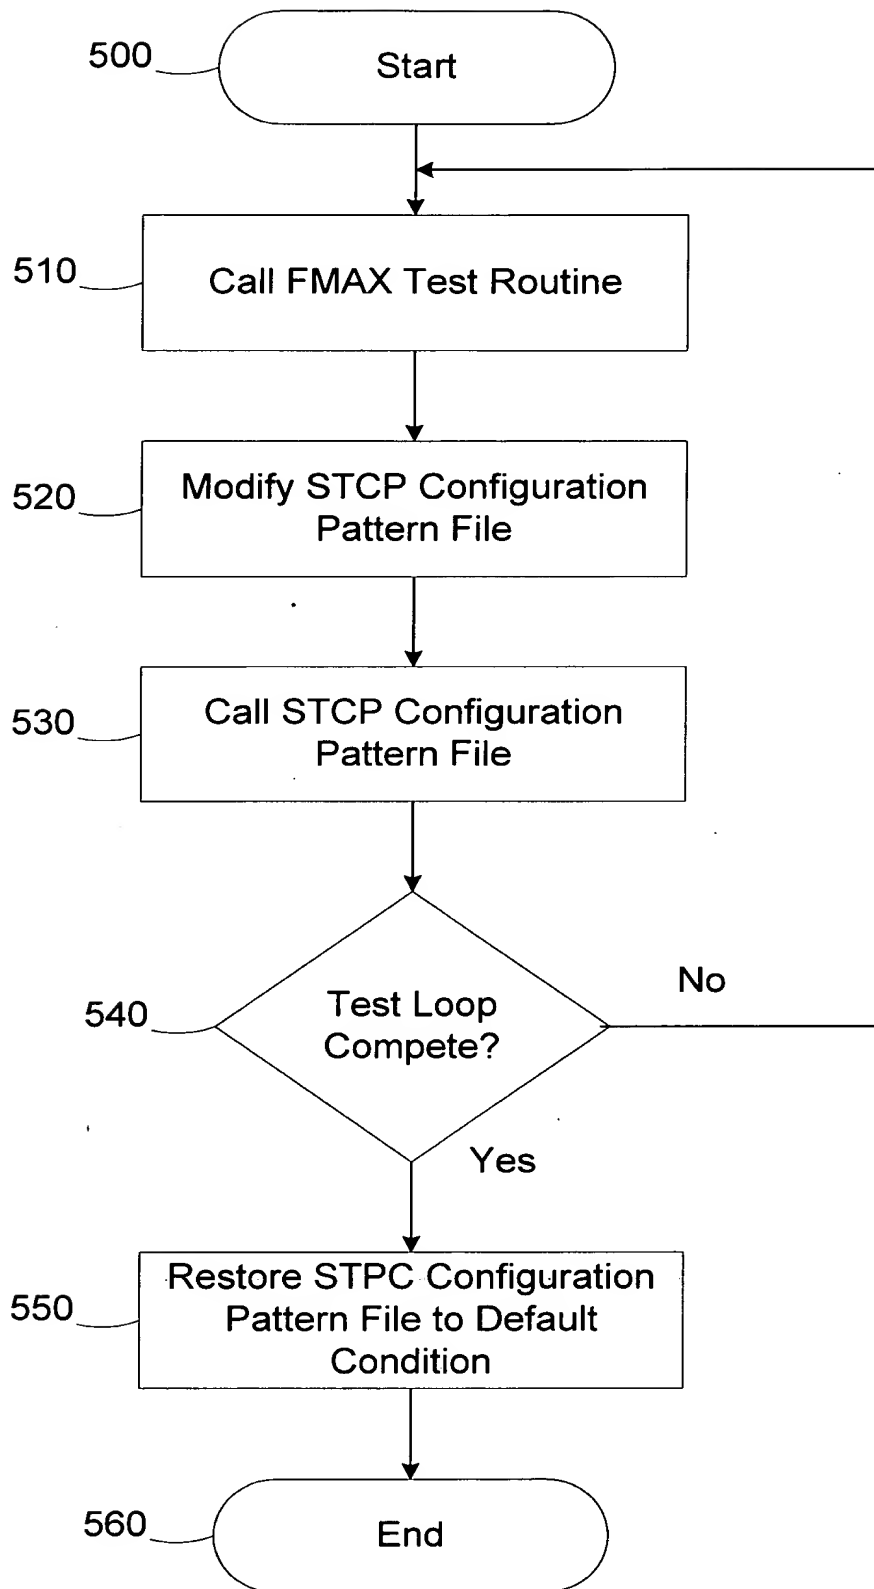 500
Start
510
Call FMAX Test Routine
520
Modify STCP Configuration
Pattern File
530
Call STCP Configuration
Pattern File
540
Test Loop
Compete?
No
Yes
550
Restore STPC Configuration
Pattern File to Default
Condition
560
End